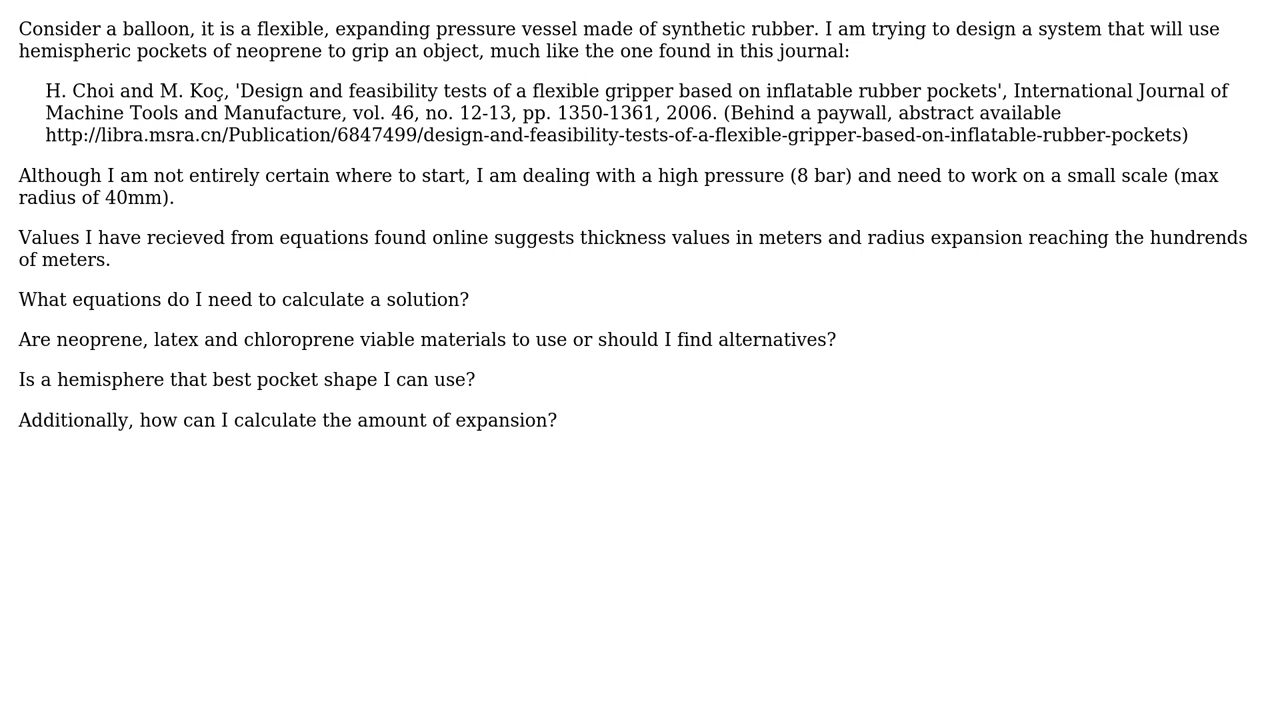 Consider a balloon, it is a flexible, expanding pressure vessel made of synthetic rubber. I am trying to design a system that will use
hemispheric pockets of neoprene to grip an object, much like the one found in this journal:
H. Choi and M. Koç, 'Design and feasibility tests of a flexible gripper based on inflatable rubber pockets', International Journal of
Machine Tools and Manufacture, vol. 46, no. 12-13, pp. 1350-1361, 2006. (Behind a paywall, abstract available
http://libra.msra.cn/Publication/6847499/design-and-feasibility-tests-of-a-flexible-gripper-based-on-inflatable-rubber-pockets)
Although I am not entirely certain where to start, I am dealing with a high pressure (8 bar) and need to work on a small scale (max
radius of 40mm).
Values I have recieved from equations found online suggests thickness values in meters and radius expansion reaching the hundrends
of meters.
What equations do I need to calculate a solution?
Are neoprene, latex and chloroprene viable materials to use or should I find alternatives?
Is a hemisphere that best pocket shape I can use?
Additionally, how can I calculate the amount of expansion?